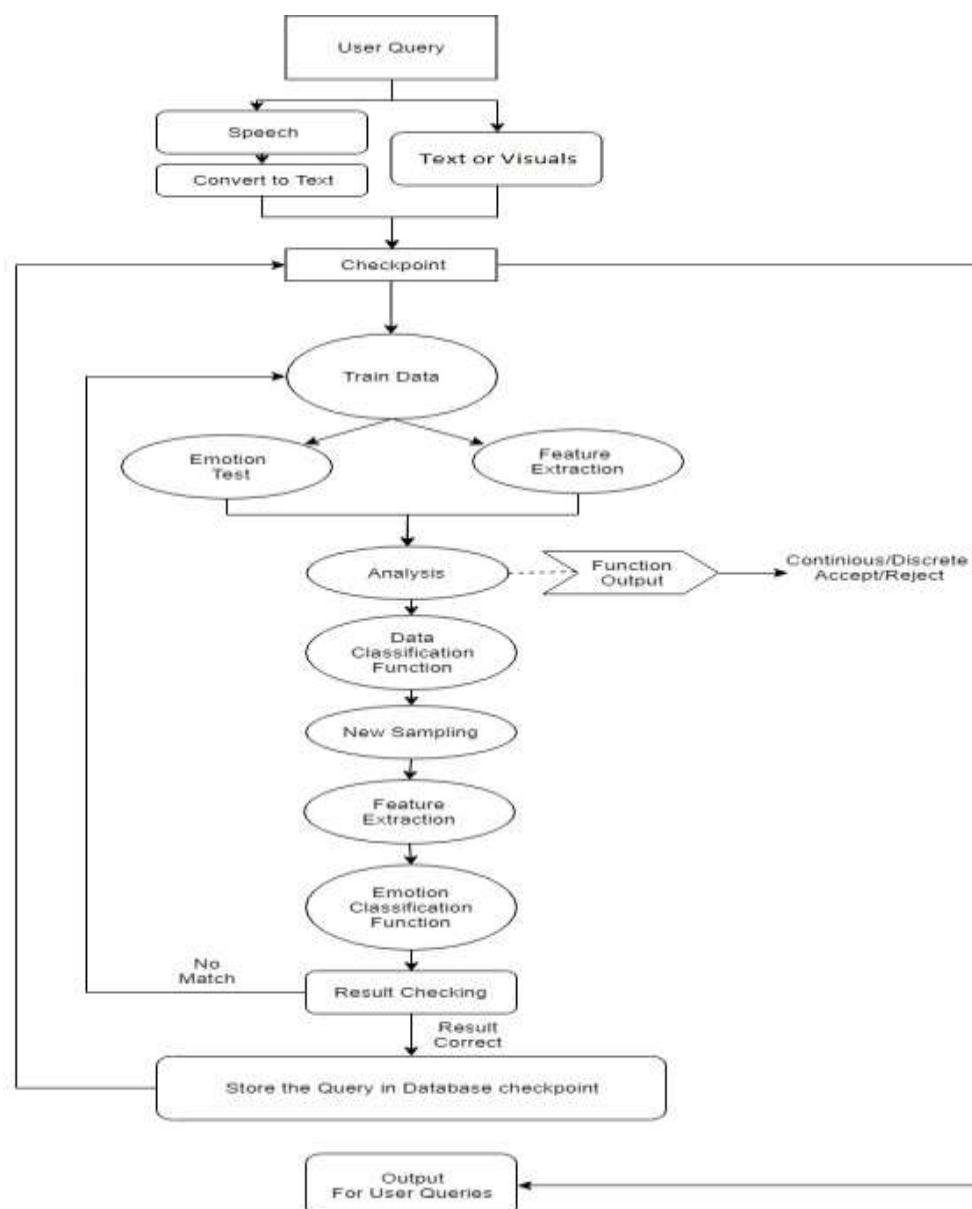 User Query
Speech
Text or Visuals
Convert to Text
Checkpoint
Train Data
Emotion
Test
Feature
Extraction
Analysis
Function
Output
Continious/Discrete
Accept/Reject
Data
Classification
Function
New Sampling
Feature
Extraction
Emotion
Classification
Function
No
Match
Result Checking
Result
Correct
Store the Query in Database checkpoint
Output
For User Queries